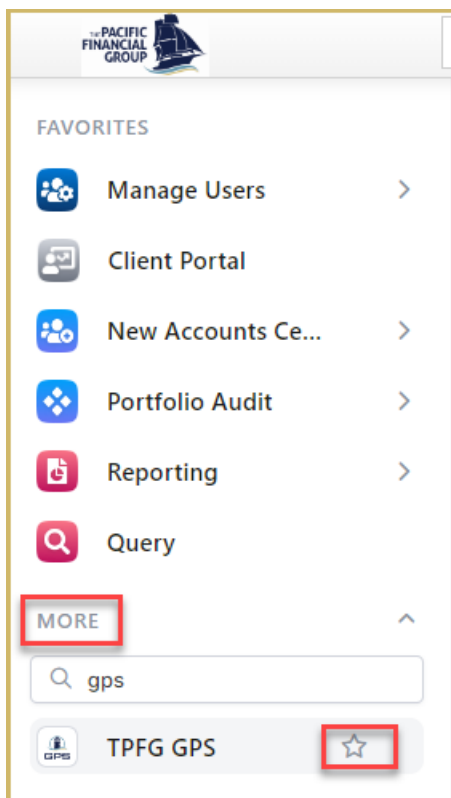 THE PACIFIC
FINANCIAL
GROUP
FAVORITES
Manage Users
Client Portal
New Accounts Ce...
Portfolio Audit
Reporting
Query
MORE
gps
GPS
TPFG GPS